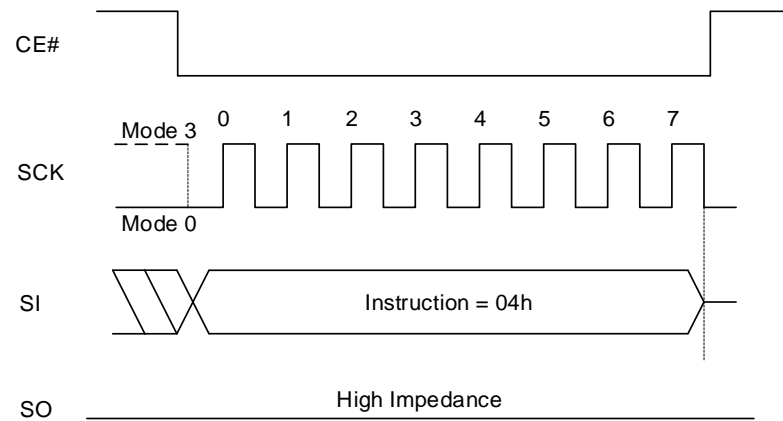 CE#
Mode 3
0 1 2 3 4 5 6 7
SCK
Mode 0
SI
Instruction = 04h
SO
High Impedance